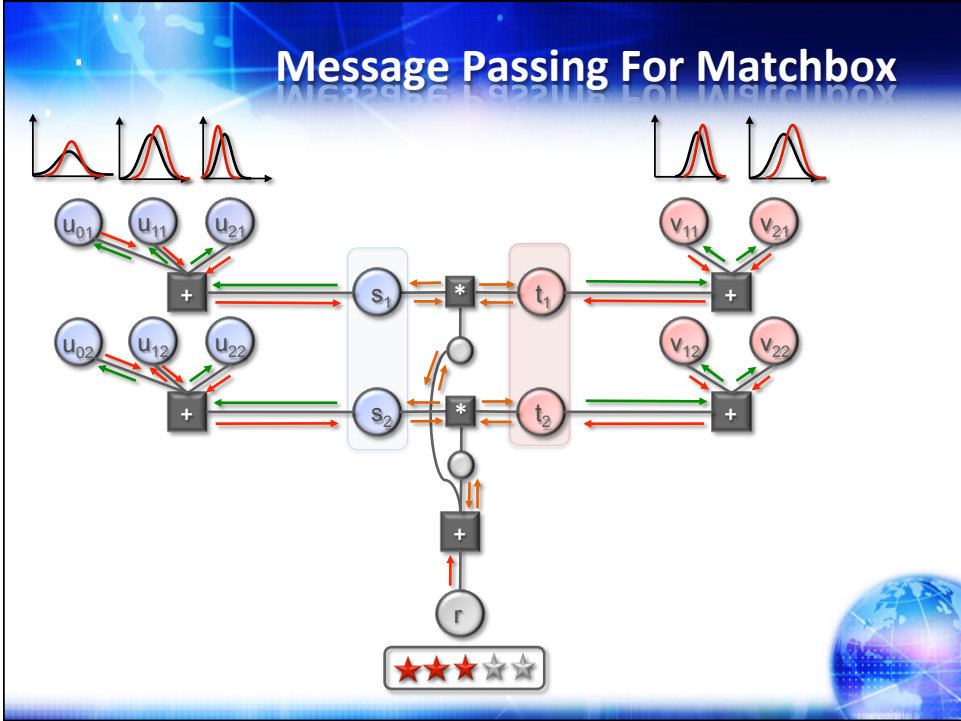 Message Passing For Matchbox
u01 u11 u21 v11 v21
+ s1 * t1 +
u02 u12 u22 v12 v22
+ s2 * t2 +
+
r